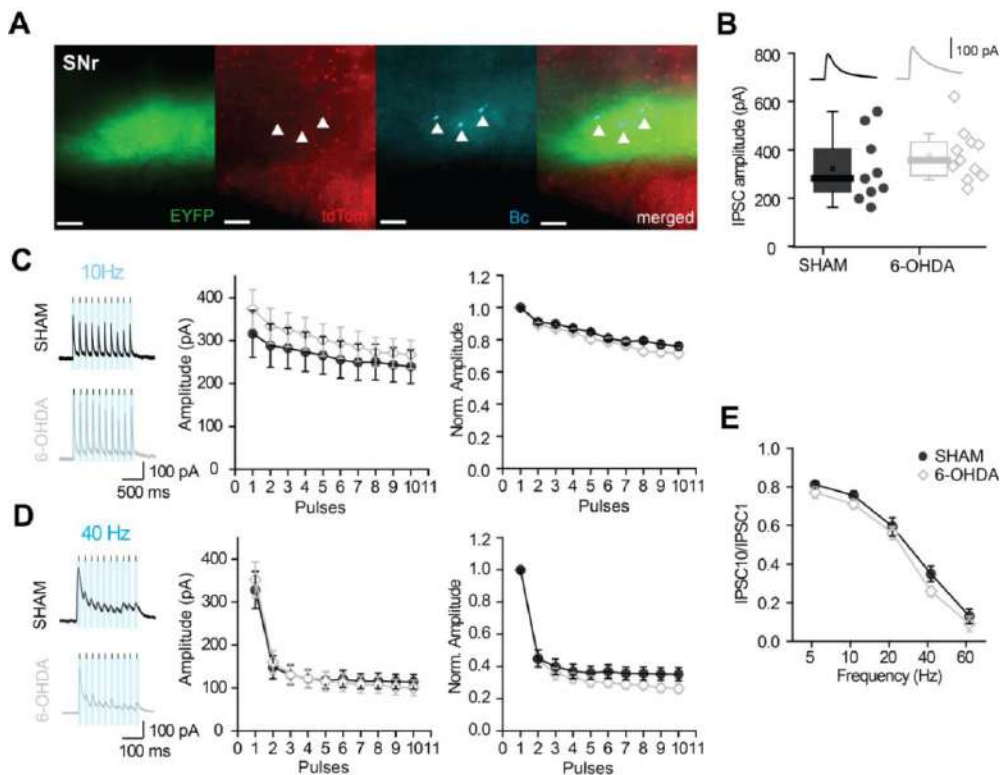 A
SNr
EYFP
tdTom
Bc
merged
B
100 pA
IPSC amplitude (pA)
800
600
400
200
0
SHAM
6-OHDA
C
10Hz
SHAM
6-OHDA
100 pA
500 ms
Amplitude (pA)
400
300
200
100
0
0 1 2 3 4 5 6 7 8 9 10 11
Pulses
Norm. Amplitude
1.2
1.0
0.8
0.6
0.4
0.2
0.0
0 1 2 3 4 5 6 7 8 9 10 11
Pulses
D
40 Hz
SHAM
6-OHDA
100 pA
100 ms
Amplitude (pA)
400
300
200
100
0
0 1 2 3 4 5 6 7 8 9 10 11
Pulses
Norm. Amplitude
1.4
1.2
1.0
0.8
0.6
0.4
0.2
0.0
0 1 2 3 4 5 6 7 8 9 10 11
Pulses
E
SHAM
6-OHDA
IPSC10/IPSC1
1.0
0.8
0.6
0.4
0.2
0.0
5 10 20 40 60
Frequency (Hz)